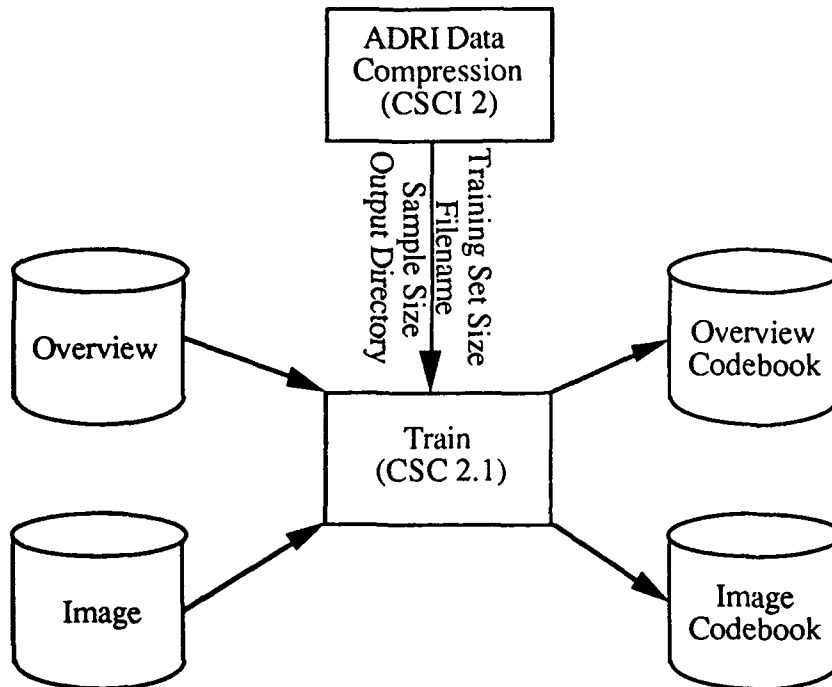 ADRI Data
Compression
(CSCI 2)
Training Set Size
Filename
Sample Size
Output Directory
Overview
Overview
Codebook
Train
(CSC 2.1)
Image
Image
Codebook